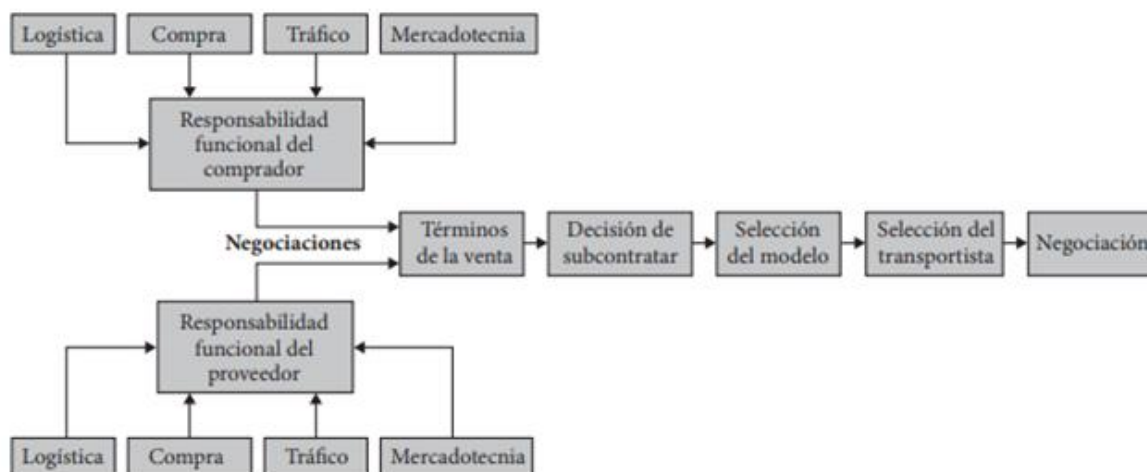 Logística
Compra
Tráfico
Mercadotecnia
Responsabilidad
funcional del
comprador
Negociaciones
Términos
de la venta
Decisión de
subcontratar
Selección
del modelo
Selección del
transportista
Negociación
Responsabilidad
funcional del
proveedor
Logística
Compra
Tráfico
Mercadotecnia